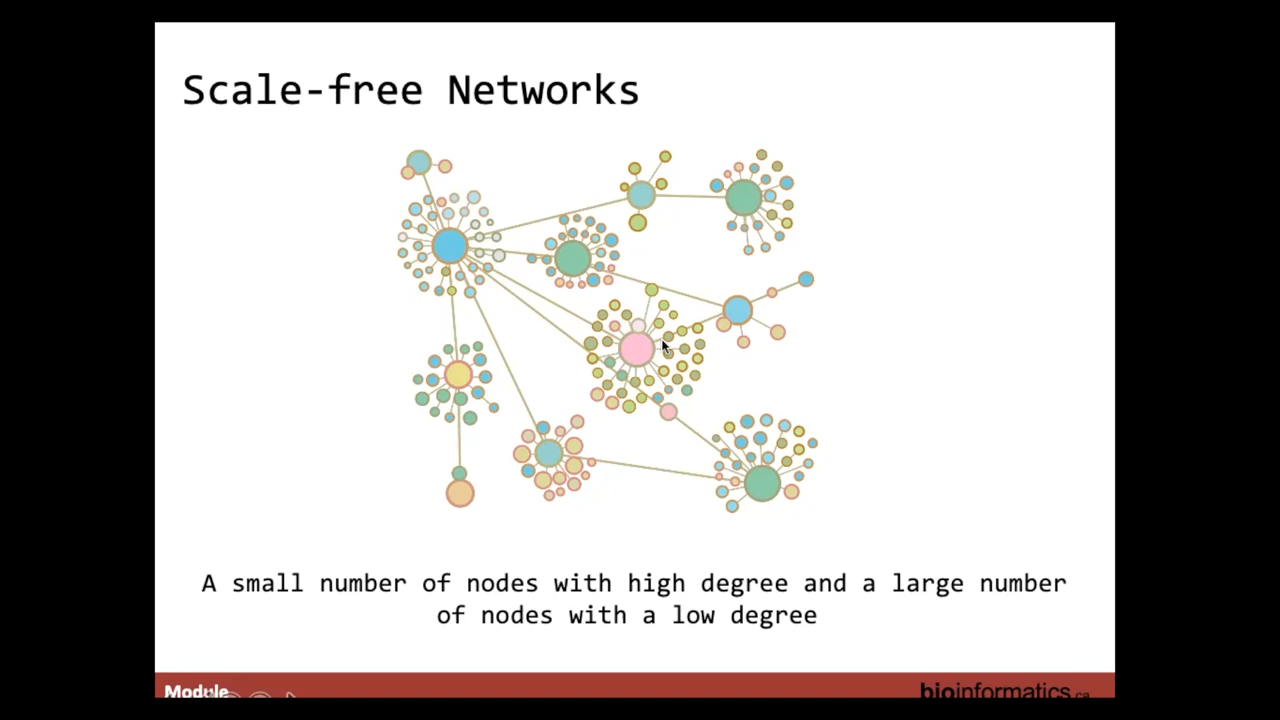 Scale-free Networks
A small number of nodes with high degree and a large number
of nodes with a low degree
Module
bioinformatics.ca